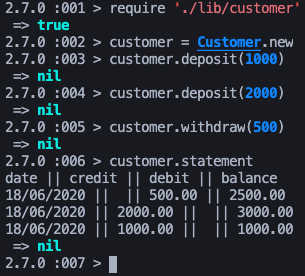 2.7.0 :001 > require './lib/customer'
 => true
2.7.0 :002 > customer = Customer.new
2.7.0 :003 > customer.deposit(1000)
 => nil
2.7.0 :004 > customer.deposit(2000)
 => nil
2.7.0 :005 > customer.withdraw(500)
 => nil
2.7.0 :006 > customer.statement
date || credit || debit || balance
18/06/2020 ||  || 500.00 || 2500.00
18/06/2020 || 2000.00 ||  || 3000.00
18/06/2020 || 1000.00 ||  || 1000.00
 => nil
2.7.0 :007 >